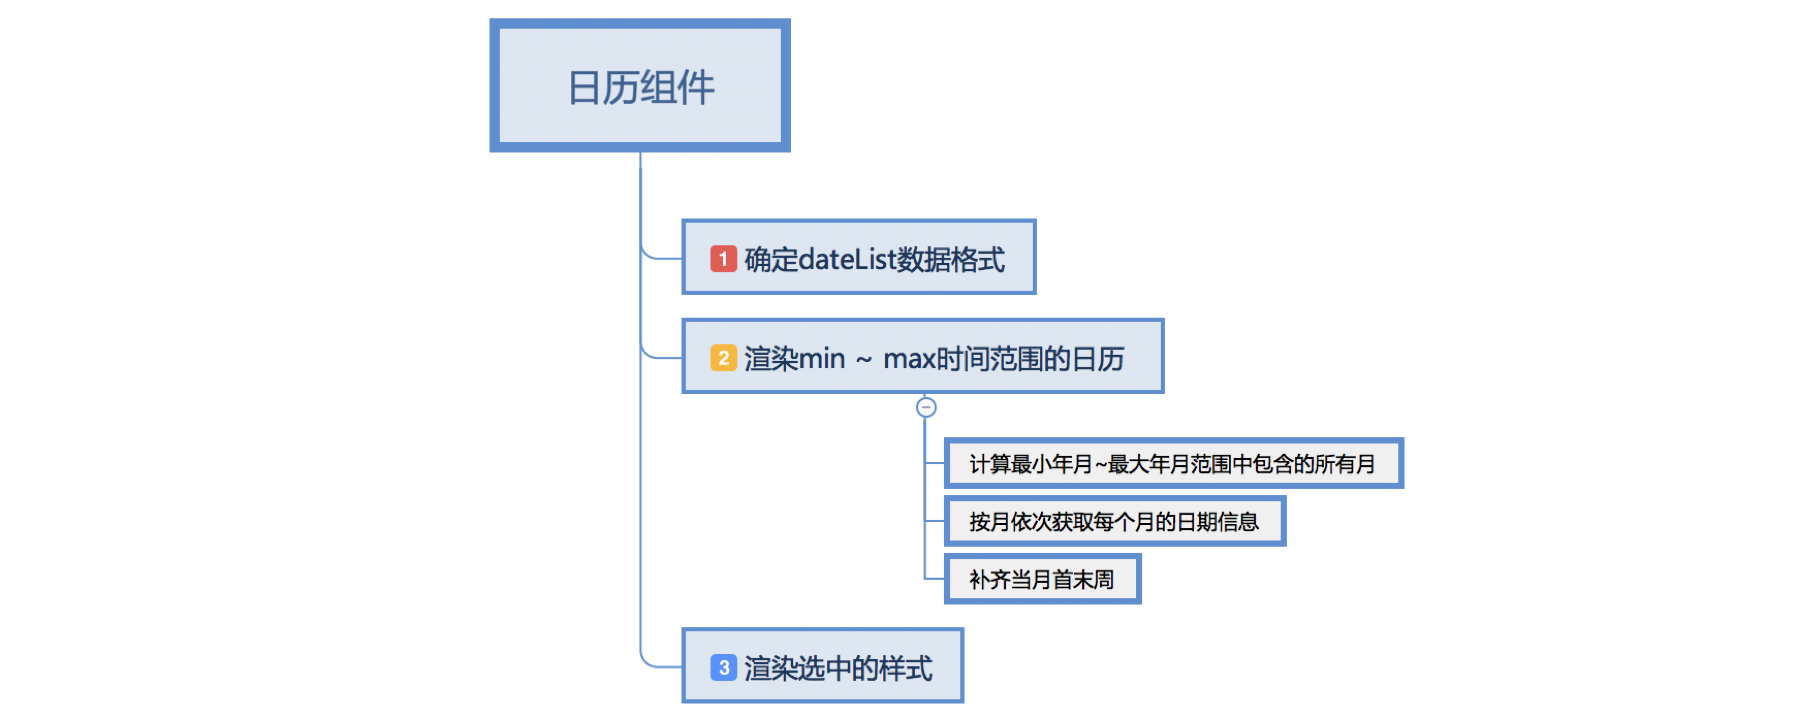 日历组件
1 确定dateList数据格式
2 渲染min ~ max时间范围的日历
计算最小年月~最大年月范围中包含的所有月
按月依次获取每个月的日期信息
补齐当月首末周
3 渲染选中的样式